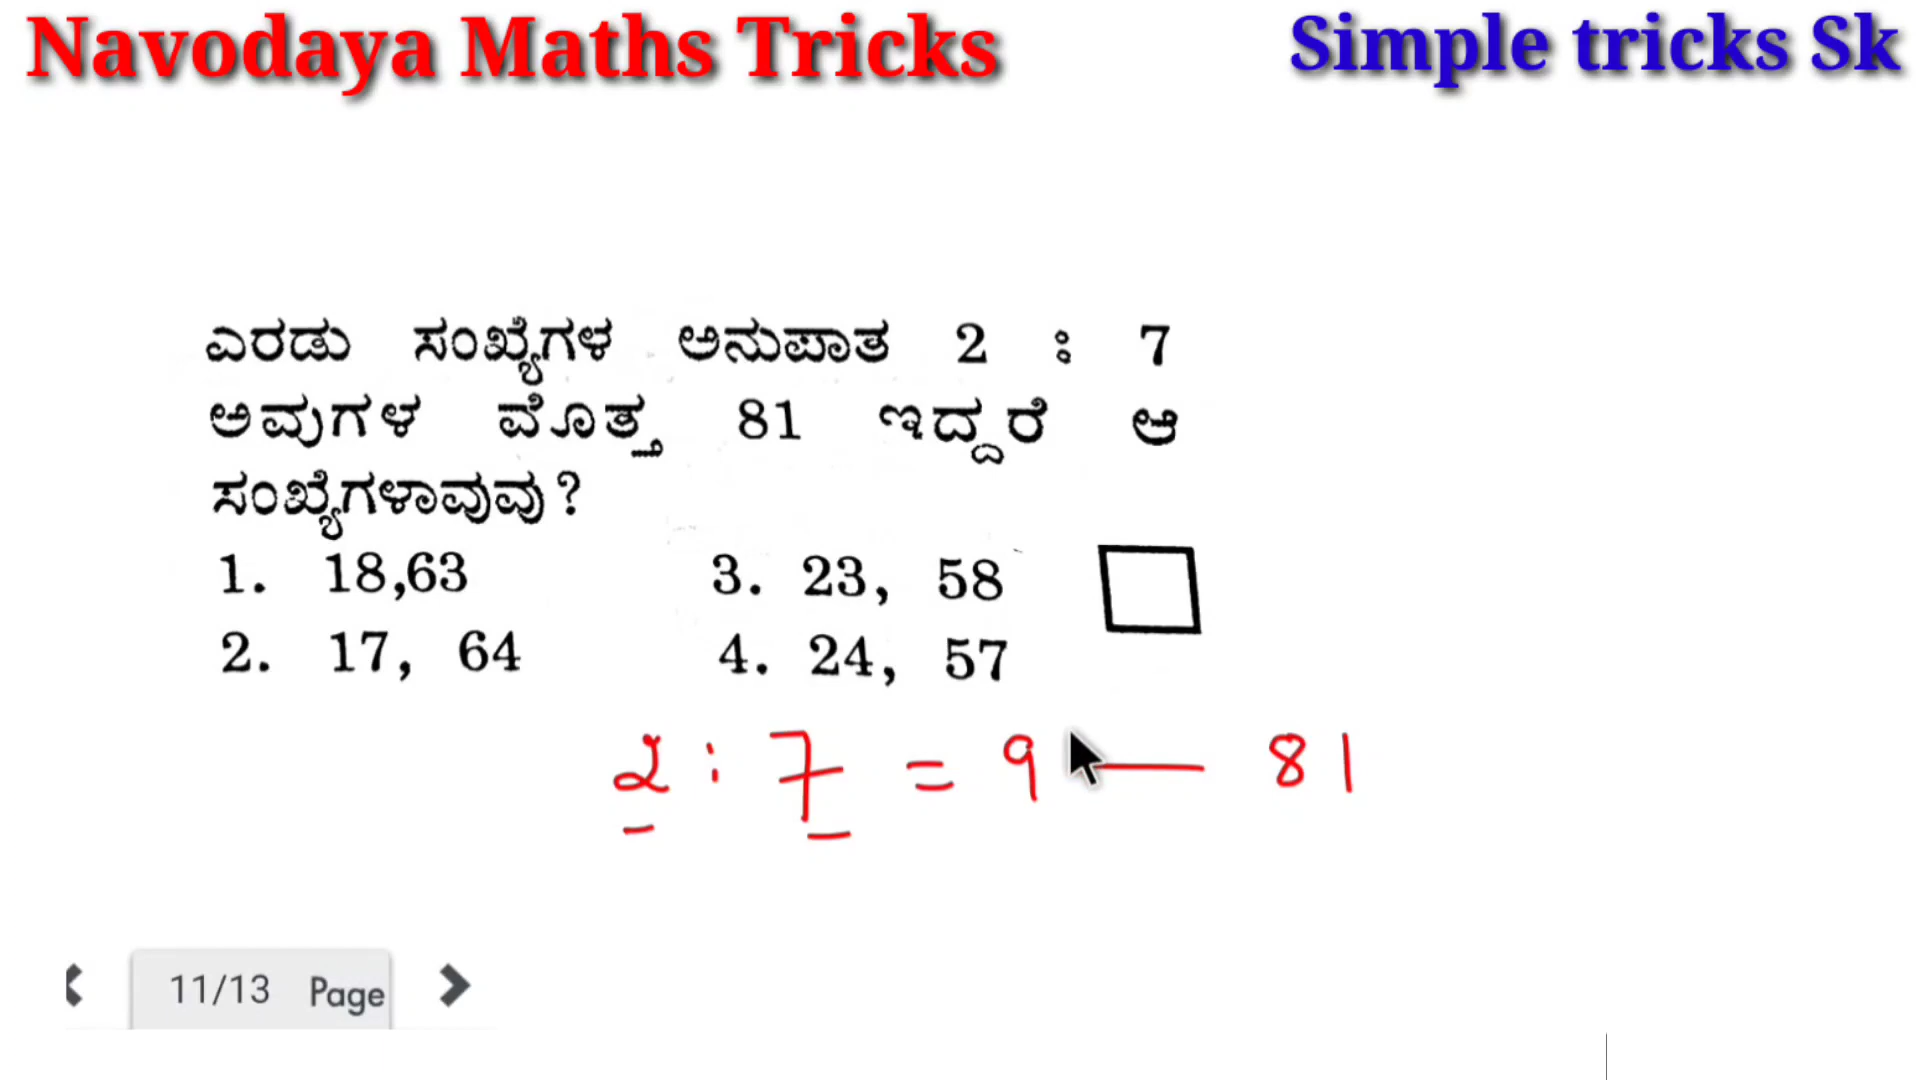 Navodaya Maths Tricks Simple tricks Sk
ಎರಡು ಸಂಖ್ಯೆಗಳ ಅನುಪಾತ 2 : 7
ಅವುಗಳ ಮೊತ್ತ 81 ಇದ್ದರೆ ಆ
ಸಂಖ್ಯೆಗಳಾವುವು?
1. 18,63 3. 23, 58
2. 17, 64 4. 24, 57
2 : 7 = 9 — 81
11/13 Page